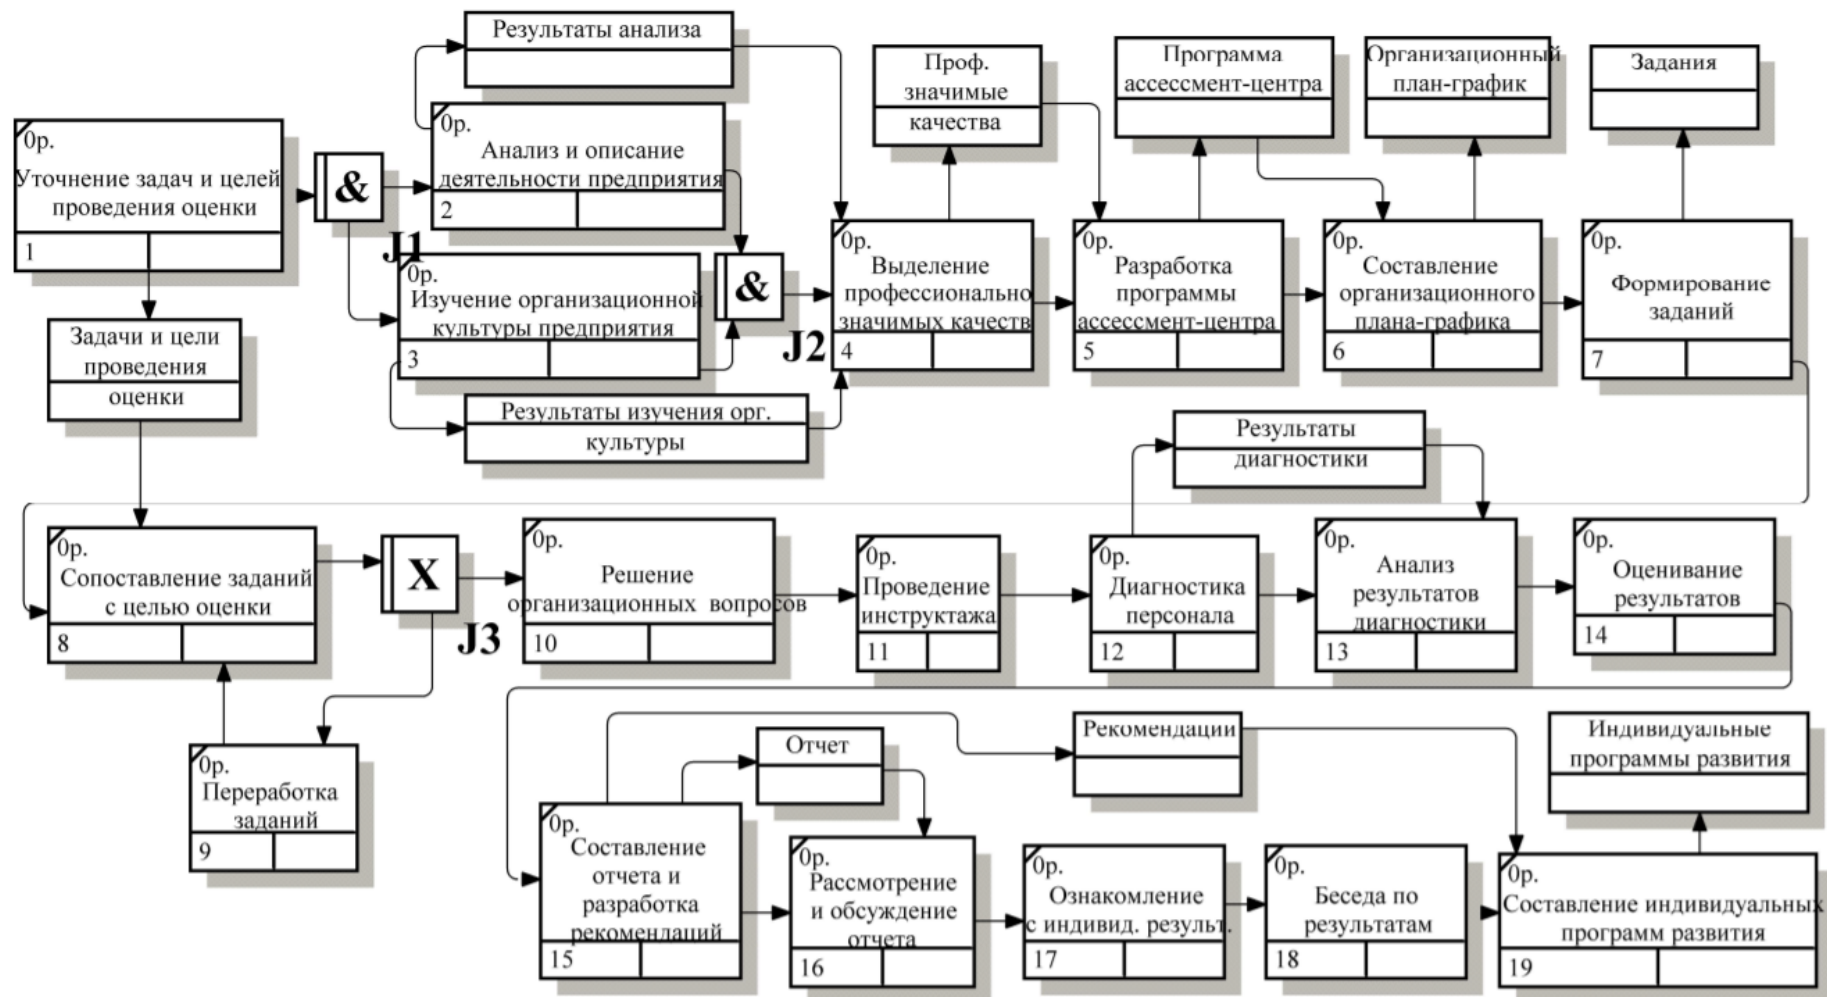 Результаты анализа
0р.
Уточнение задач и целей
проведения оценки
1
&
J1
0р.
Анализ и описание
деятельности предприятия
2
0р.
Изучение организационной
культуры предприятия
3
&
J2
Задачи и цели
проведения
оценки
Результаты изучения орг.
культуры
Проф.
значимые
качества
Программа
ассессмент-центра
Организационный
план-график
Задания
0р.
Выделение
профессионально
значимых качеств
4
0р.
Разработка
программы
ассессмент-центра
5
0р.
Составление
организационного
плана-графика
6
0р.
Формирование
заданий
7
Результаты
диагностики
0р.
Сопоставление заданий
с целью оценки
8
X
J3
0р.
Решение
организационных вопросов
10
0р.
Проведение
инструктажа
11
0р.
Диагностика
персонала
12
0р.
Анализ
результатов
диагностики
13
0р.
Оценивание
результатов
14
0р.
Переработка
заданий
9
Отчет
Рекомендации
Индивидуальные
программы развития
0р.
Составление
отчета и
разработка
рекомендаций
15
0р.
Рассмотрение
и обсуждение
отчета
16
0р.
Ознакомление
с индивид. результ.
17
0р.
Беседа по
результатам
18
0р.
Составление индивидуальных
программ развития
19